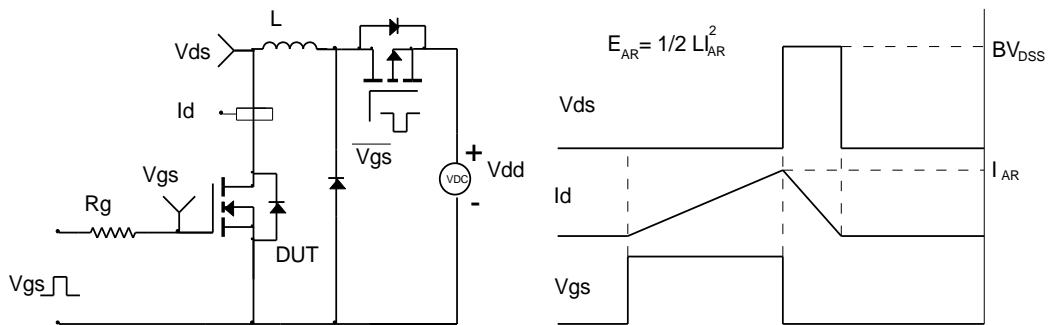 L
Vds
Id
Vgs
Rg
DUT
Vgs
Vgs
+
VDC
Vdd
-
E_AR= 1/2 LI_AR^2
Vds
BV_DSS
Id
I_AR
Vgs